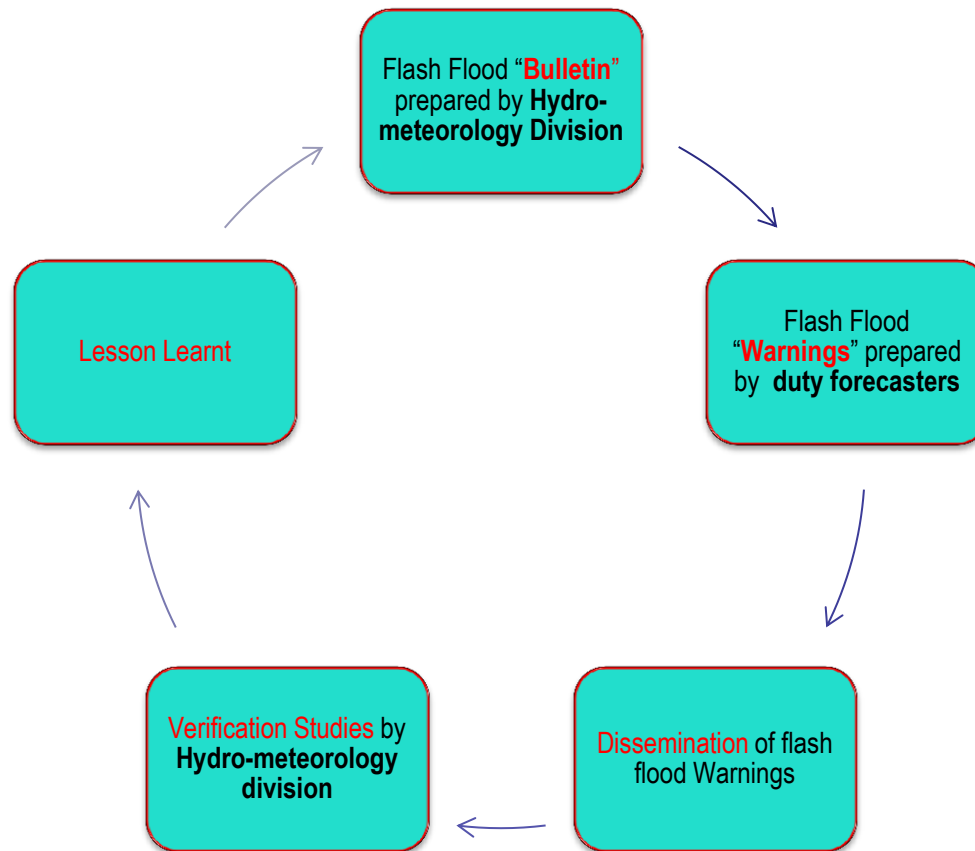 Flash Flood “Bulletin”
prepared by Hydro-
meteorology Division
Flash Flood
“Warnings” prepared
by duty forecasters
Dissemination of flash
flood Warnings
Verification Studies by
Hydro-meteorology
division
Lesson Learnt